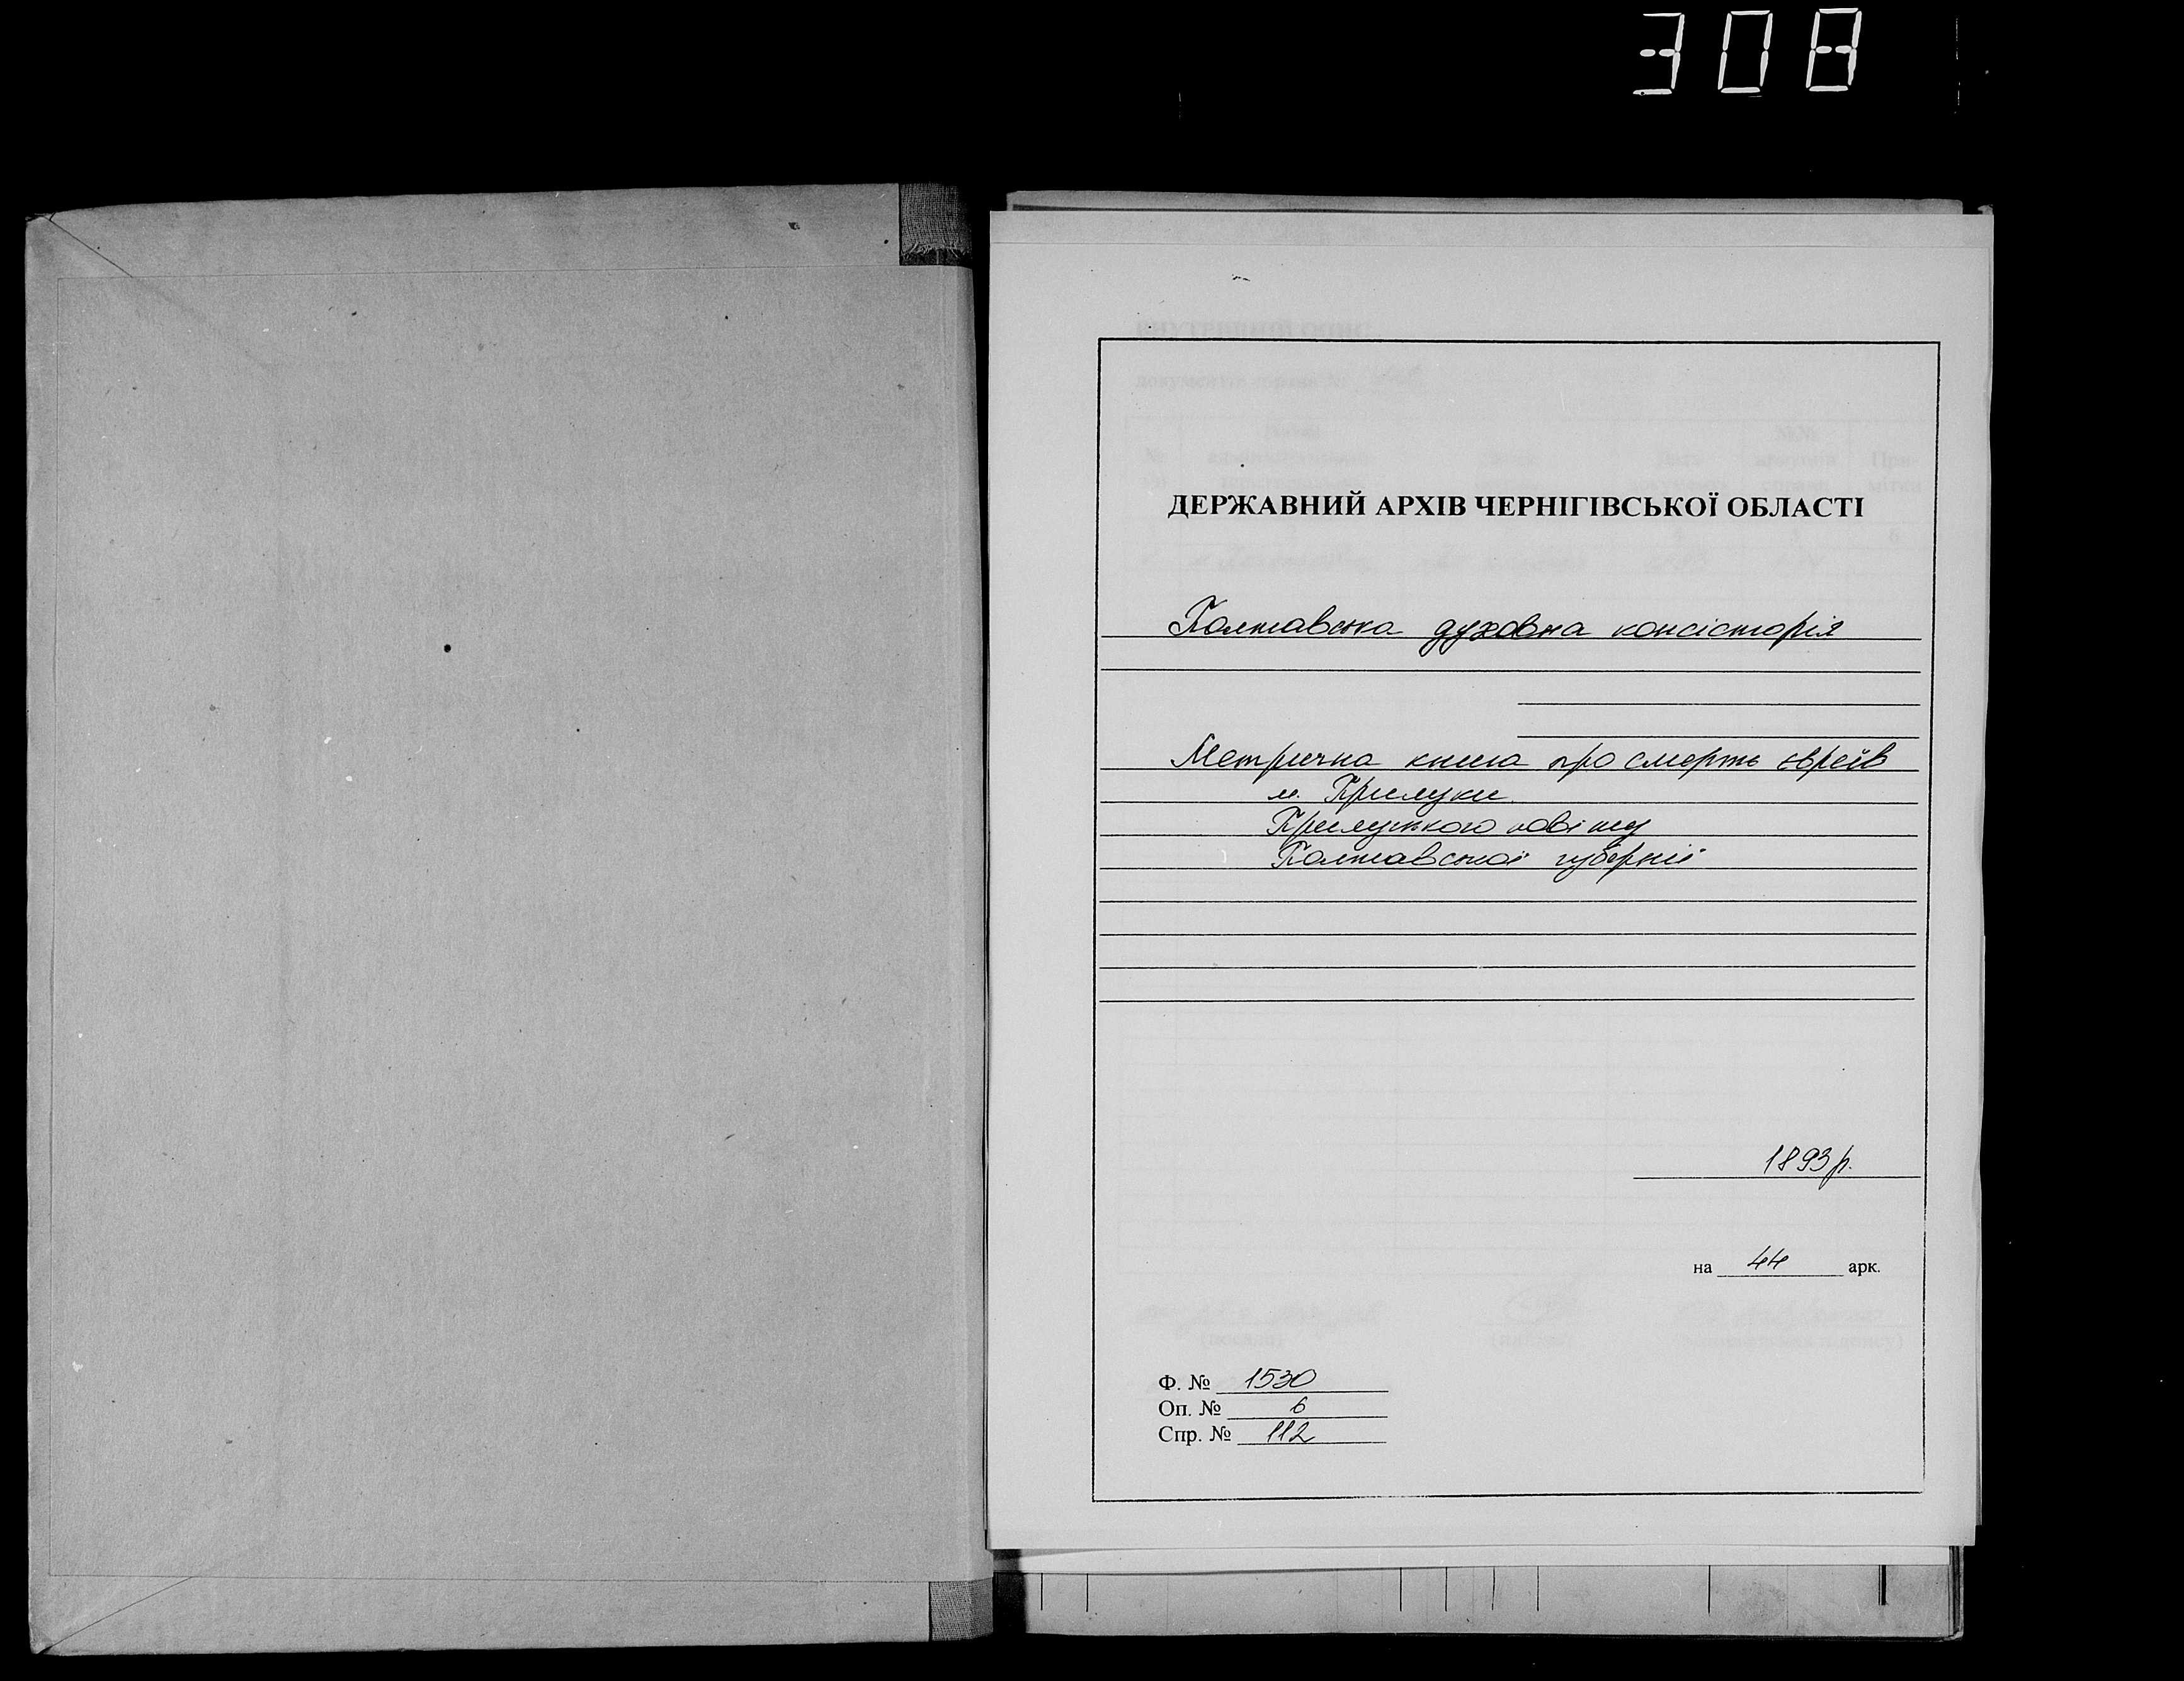 308
ДЕРЖАВНИЙ АРХІВ ЧЕРНІГІВСЬКОЇ ОБЛАСТІ
Полтавська духовна консісторія
Метрична книга про смерть євреїв
м. Прилуки
Прилуцького повіту
Полтавської губернії
1893 р.
на 44 арк.
Ф. № 1530
Оп. № 6
Спр. № 112